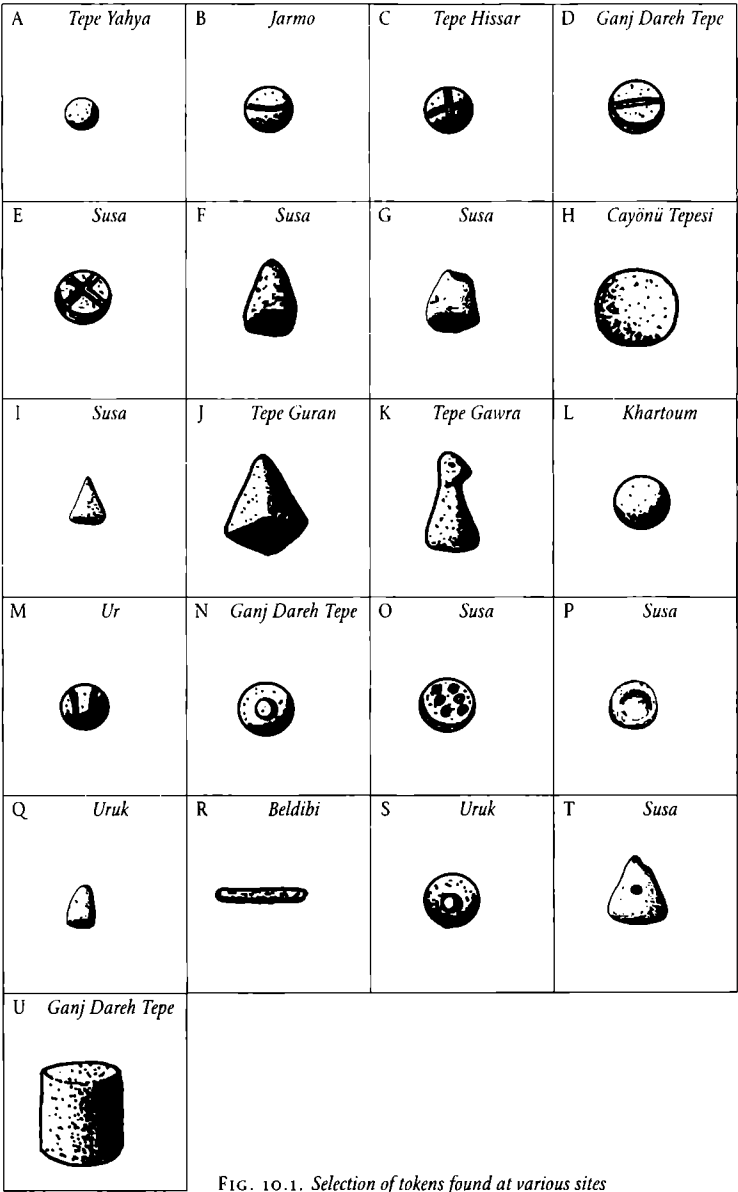 A Tepe Yahya
B Jarmo
C Tepe Hissar
D Ganj Dareh Tepe
E Susa
F Susa
G Susa
H Cayönü Tepesi
I Susa
J Tepe Guran
K Tepe Gawra
L Khartoum
M Ur
N Ganj Dareh Tepe
O Susa
P Susa
Q Uruk
R Beldibi
S Uruk
T Susa
U Ganj Dareh Tepe
FIG. 10.1. Selection of tokens found at various sites